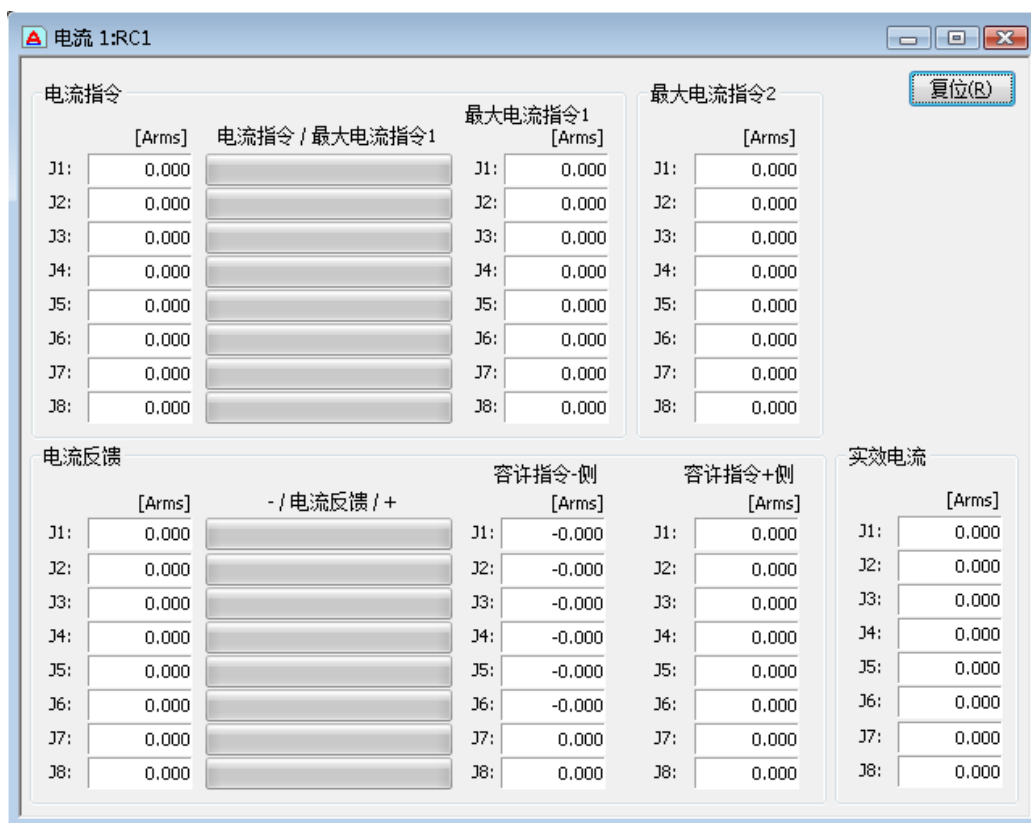 电流 1:RC1
复位(R)
电流指令
最大电流指令1
最大电流指令2
[Arms] 电流指令 / 最大电流指令1 [Arms] [Arms]
J1: 0.000 J1: 0.000 J1: 0.000
J2: 0.000 J2: 0.000 J2: 0.000
J3: 0.000 J3: 0.000 J3: 0.000
J4: 0.000 J4: 0.000 J4: 0.000
J5: 0.000 J5: 0.000 J5: 0.000
J6: 0.000 J6: 0.000 J6: 0.000
J7: 0.000 J7: 0.000 J7: 0.000
J8: 0.000 J8: 0.000 J8: 0.000
电流反馈 实效电流
容许指令-侧 容许指令+侧
[Arms] - / 电流反馈 / + [Arms] [Arms] [Arms]
J1: 0.000 J1: -0.000 J1: 0.000 J1: 0.000
J2: 0.000 J2: -0.000 J2: 0.000 J2: 0.000
J3: 0.000 J3: -0.000 J3: 0.000 J3: 0.000
J4: 0.000 J4: -0.000 J4: 0.000 J4: 0.000
J5: 0.000 J5: -0.000 J5: 0.000 J5: 0.000
J6: 0.000 J6: -0.000 J6: 0.000 J6: 0.000
J7: 0.000 J7: 0.000 J7: 0.000 J7: 0.000
J8: 0.000 J8: 0.000 J8: 0.000 J8: 0.000